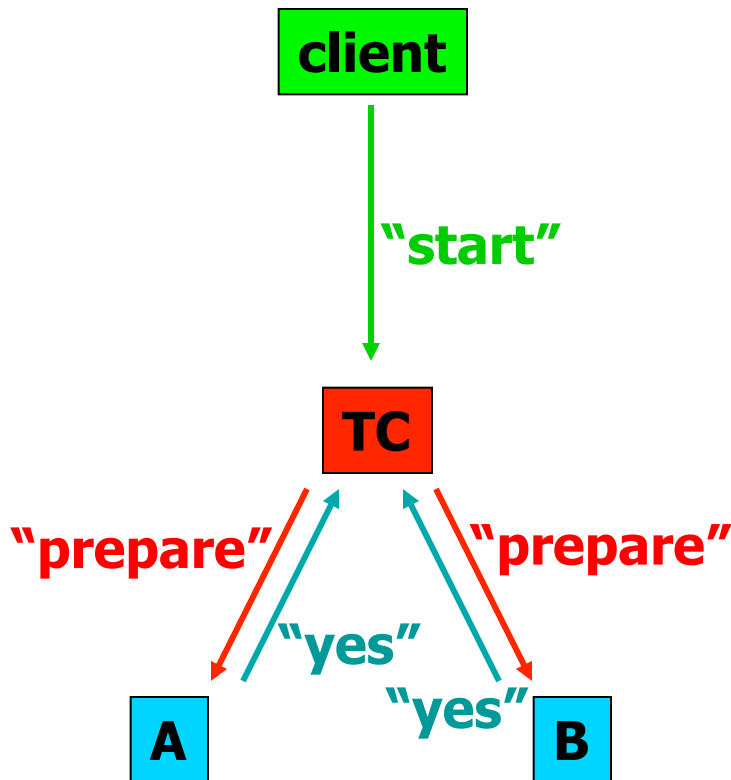 client
“start”
TC
“prepare”
“prepare”
“yes”
“yes”
A
B